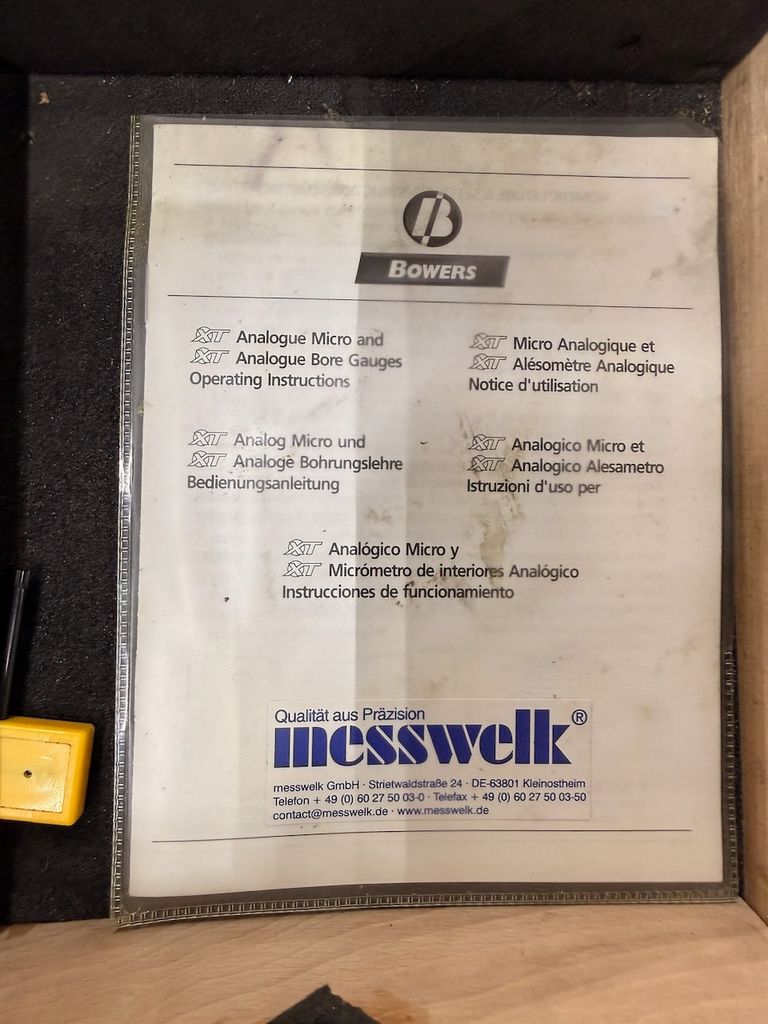 B
BOWERS
XT Analogue Micro and
XT Analogue Bore Gauges
Operating Instructions
XT Micro Analogique et
XT Alésomètre Analogique
Notice d'utilisation
XT Analog Micro und
XT Analoge Bohrungslehre
Bedienungsanleitung
XT Analogico Micro et
XT Analogico Alesametro
Istruzioni d'uso per
XT Analógico Micro y
XT Micrómetro de interiores Analógico
Instrucciones de funcionamiento
Qualität aus Präzision
messwelk®
messwelk GmbH · Strietwaldstraße 24 · DE-63801 Kleinostheim
Telefon + 49 (0) 60 27 50 03-0 · Telefax + 49 (0) 60 27 50 03-50
contact@messwelk.de · www.messwelk.de